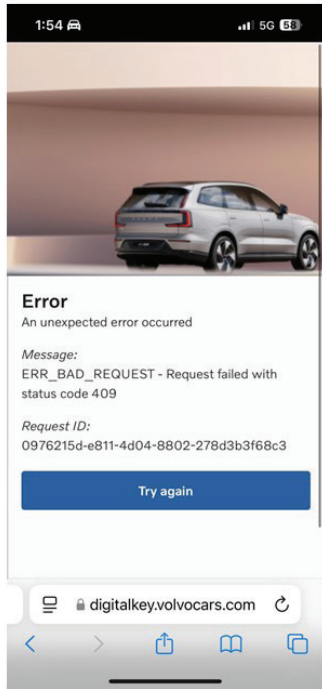 1:54
5G 58
Error
An unexpected error occurred
Message:
ERR_BAD_REQUEST - Request failed with
status code 409
Request ID:
0976215d-e811-4d04-8802-278d3b3f68c3
Try again
digitalkey.volvocars.com